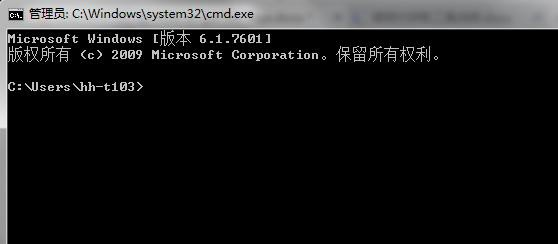 管理员: C:\Windows\system32\cmd.exe
Microsoft Windows [版本 6.1.7601]
版权所有 (c) 2009 Microsoft Corporation。保留所有权利。
C:\Users\hh-t103>